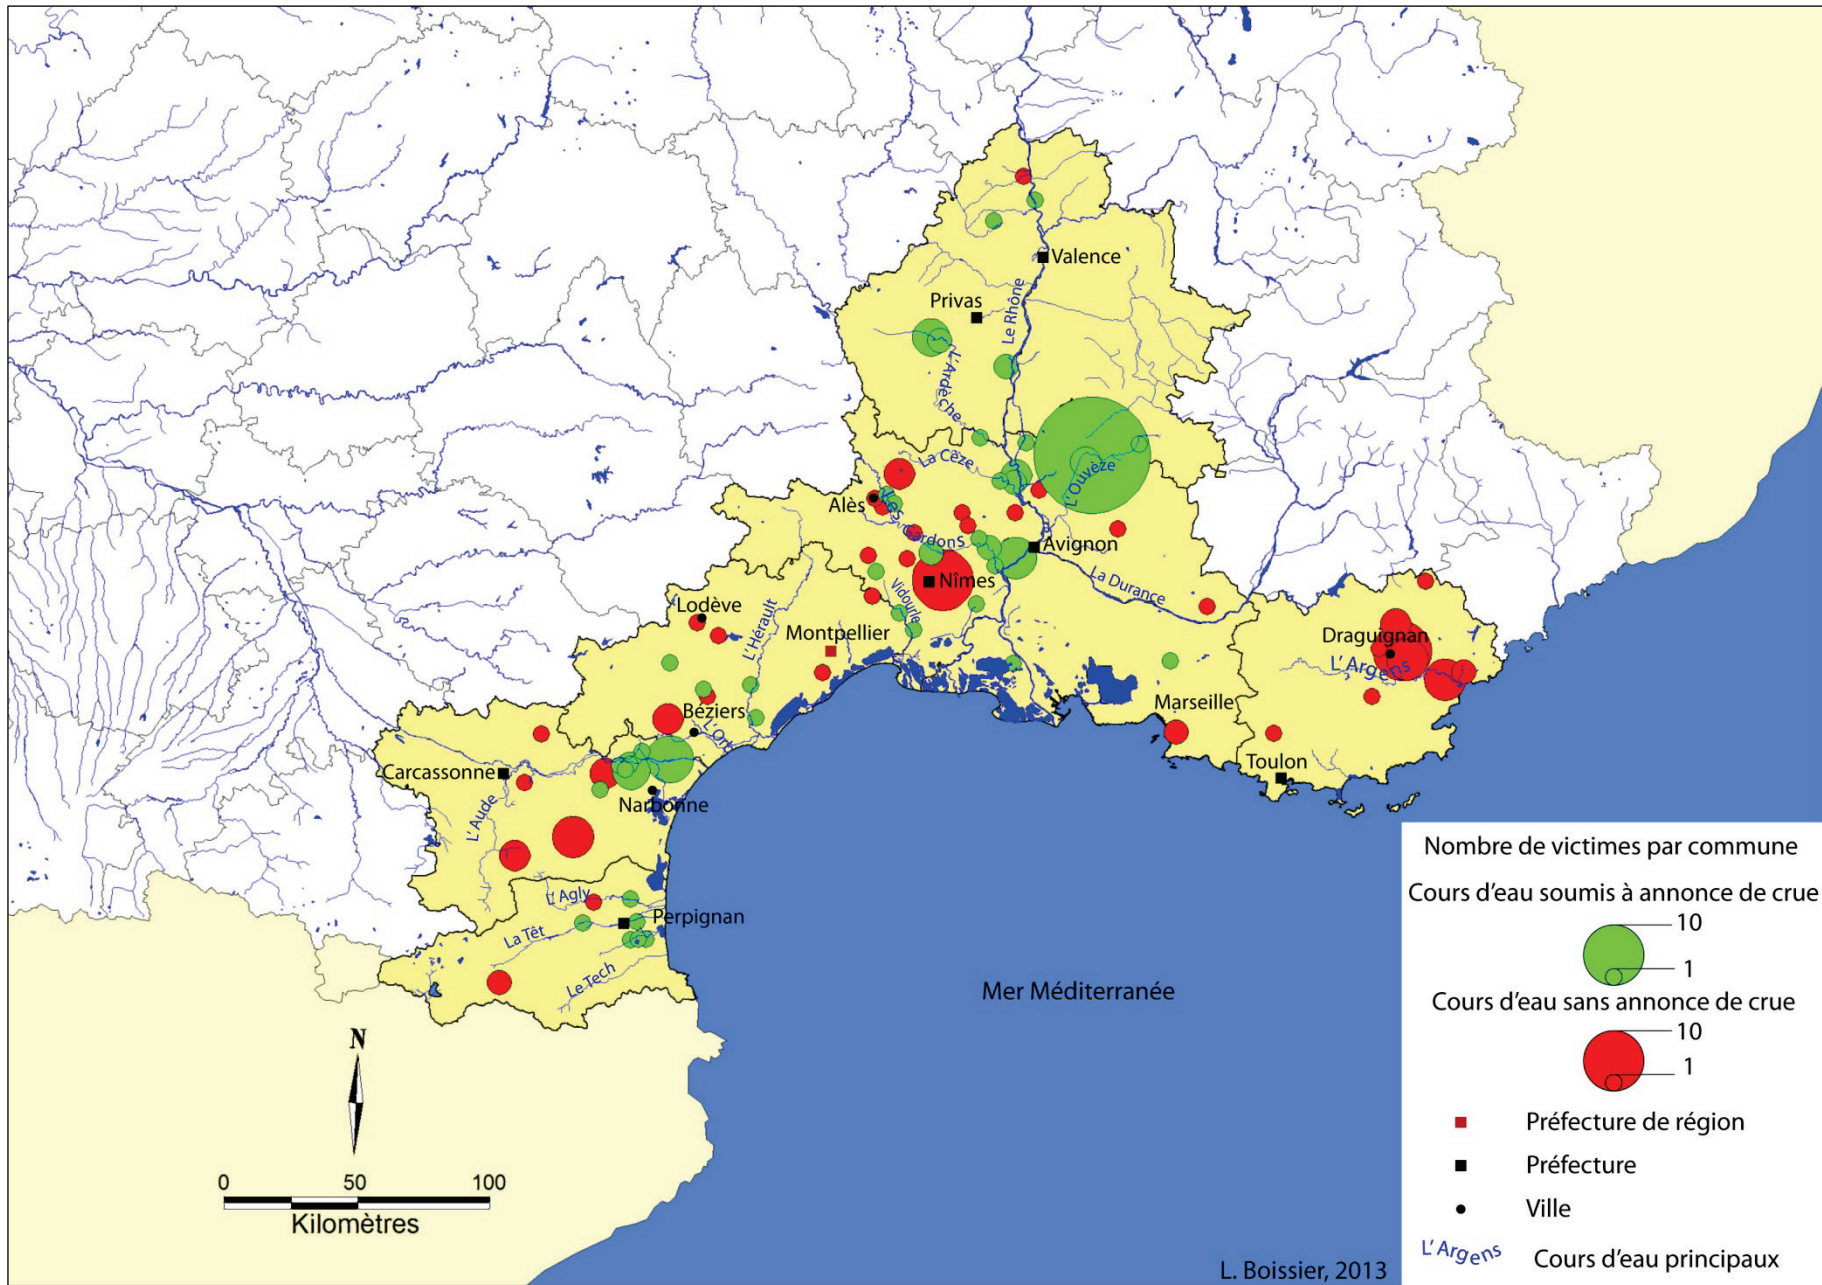 Valence
Privas
Le Rhône
L'Ardèche
La Cèze
L'Ouvèze
Alès
Les Gardons
Avignon
Nîmes
Vidourle
La Durance
Lodève
L'Hérault
Montpellier
Draguignan
L'Argens
Béziers
L'Orb
Marseille
Carcassonne
Toulon
Narbonne
L'Aude
L'Agly
Perpignan
La Têt
Le Tech
Mer Méditerranée
N
0 50 100
Kilomètres
Nombre de victimes par commune
Cours d'eau soumis à annonce de crue
10
1
Cours d'eau sans annonce de crue
10
1
Préfecture de région
Préfecture
Ville
L'Argens Cours d'eau principaux
L. Boissier, 2013